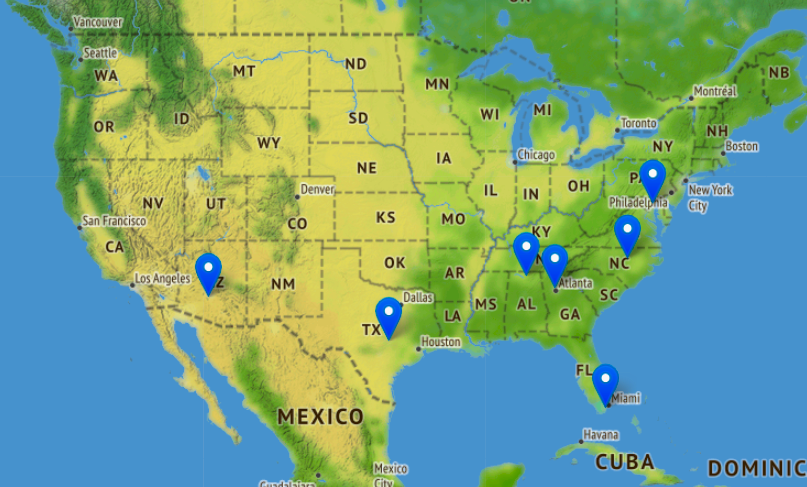 Vancouver
Seattle
WA
MT
ND
MN
NB
Montréal
OR
ID
SD
WI
MI
Toronto
NH
WY
NY
Boston
IA
Chicago
NE
PA
IL
IN
OH
Denver
NV
UT
New York
City
Philadelphia
San Francisco
CO
KS
MO
KY
CA
OK
NC
Los Angeles
Z
NM
AR
Atlanta
SC
Dallas
MS
AL
GA
LA
TX
Houston
FL
Miami
MEXICO
Havana
CUBA
Mexico
City
DOMINIC